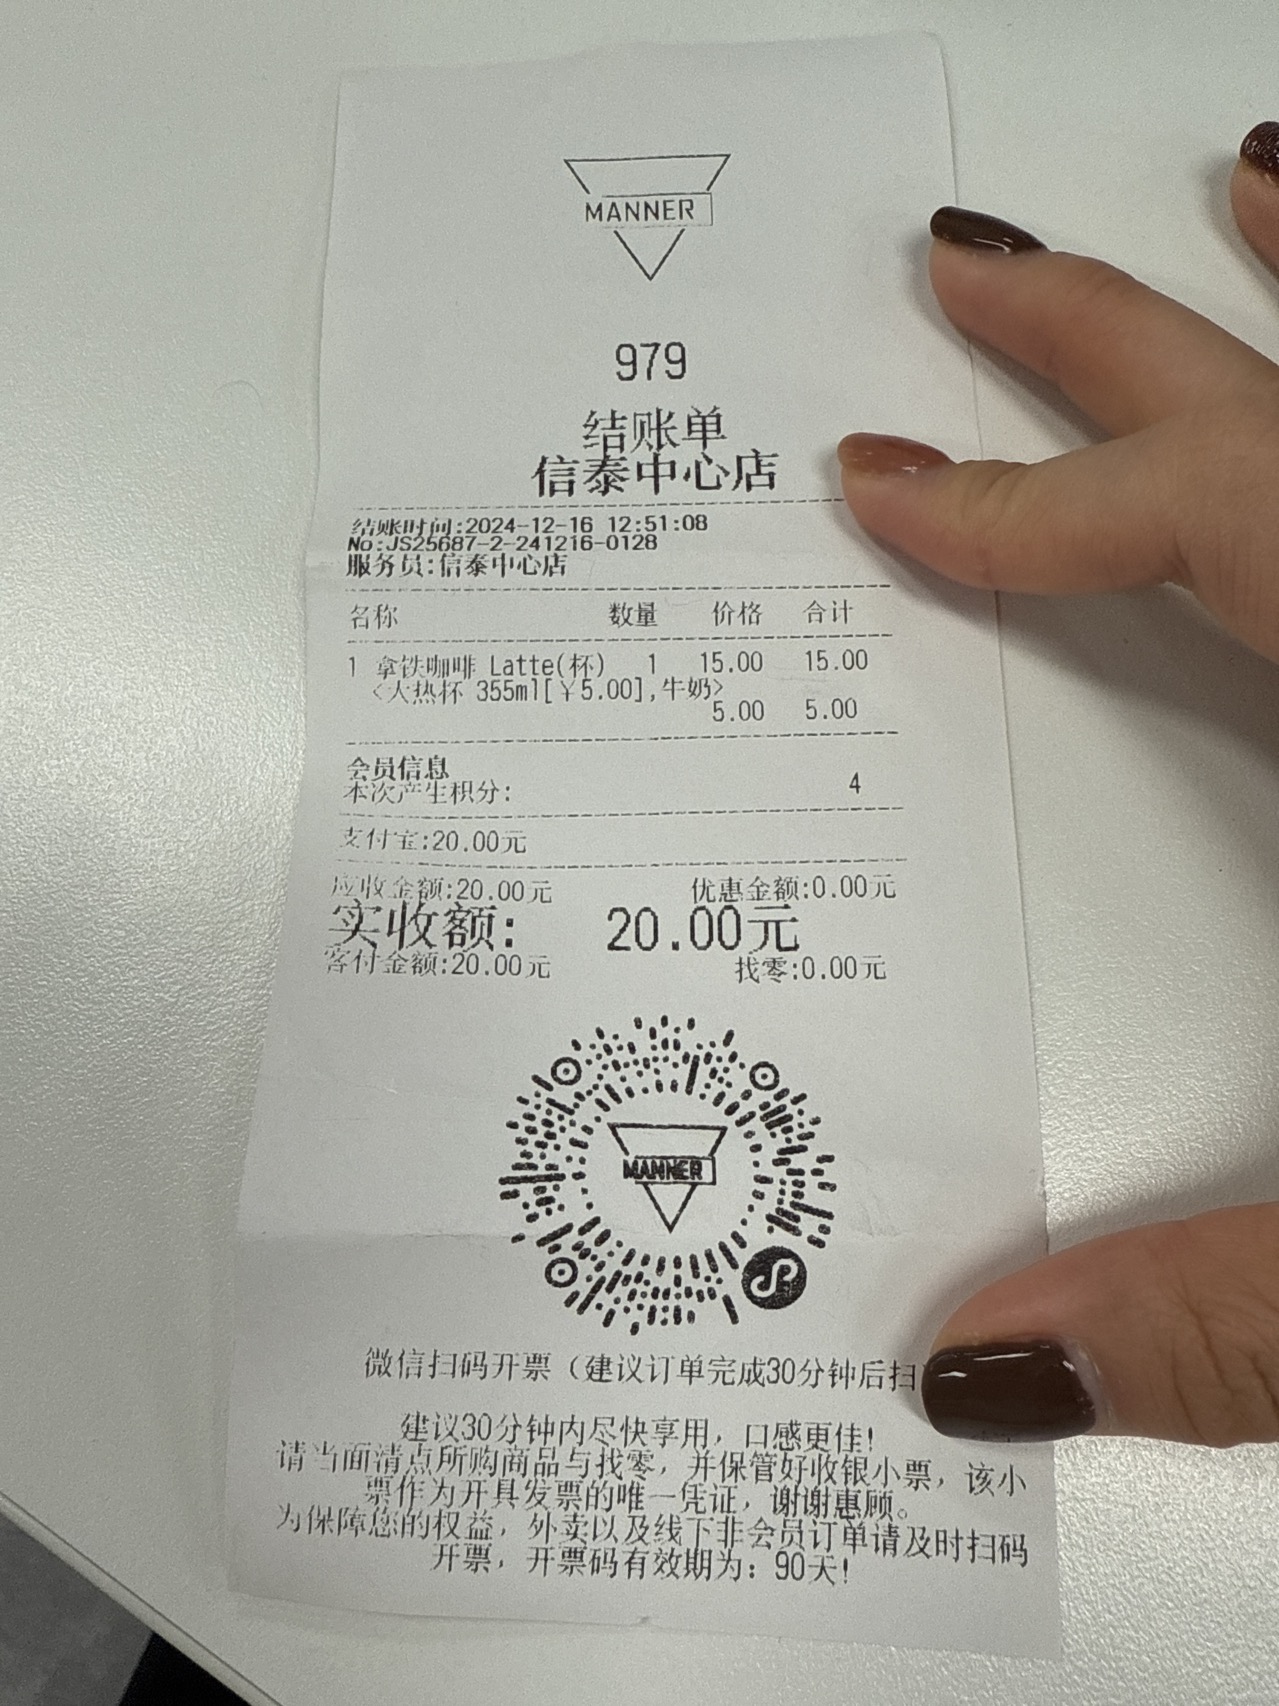 MANNER
979
结账单
信泰中心店
结账时间:2024-12-16 12:51:08
No:JS25687-2-241216-0128
服务员:信泰中心店
名称 数量 价格 合计
1 拿铁咖啡 Latte(杯) 1 15.00 15.00
<大热杯 355ml[￥5.00],牛奶>
5.00 5.00
会员信息
本次产生积分: 4
支付宝:20.00元
应收金额:20.00元 优惠金额:0.00元
实收额: 20.00元
客付金额:20.00元 找零:0.00元
MANNER
微信扫码开票（建议订单完成30分钟后扫
建议30分钟内尽快享用，口感更佳!
请当面清点所购商品与找零，并保管好收银小票，该小
票作为开具发票的唯一凭证，谢谢惠顾。
为保障您的权益，外卖以及线下非会员订单请及时扫码
开票，开票码有效期为：90天!